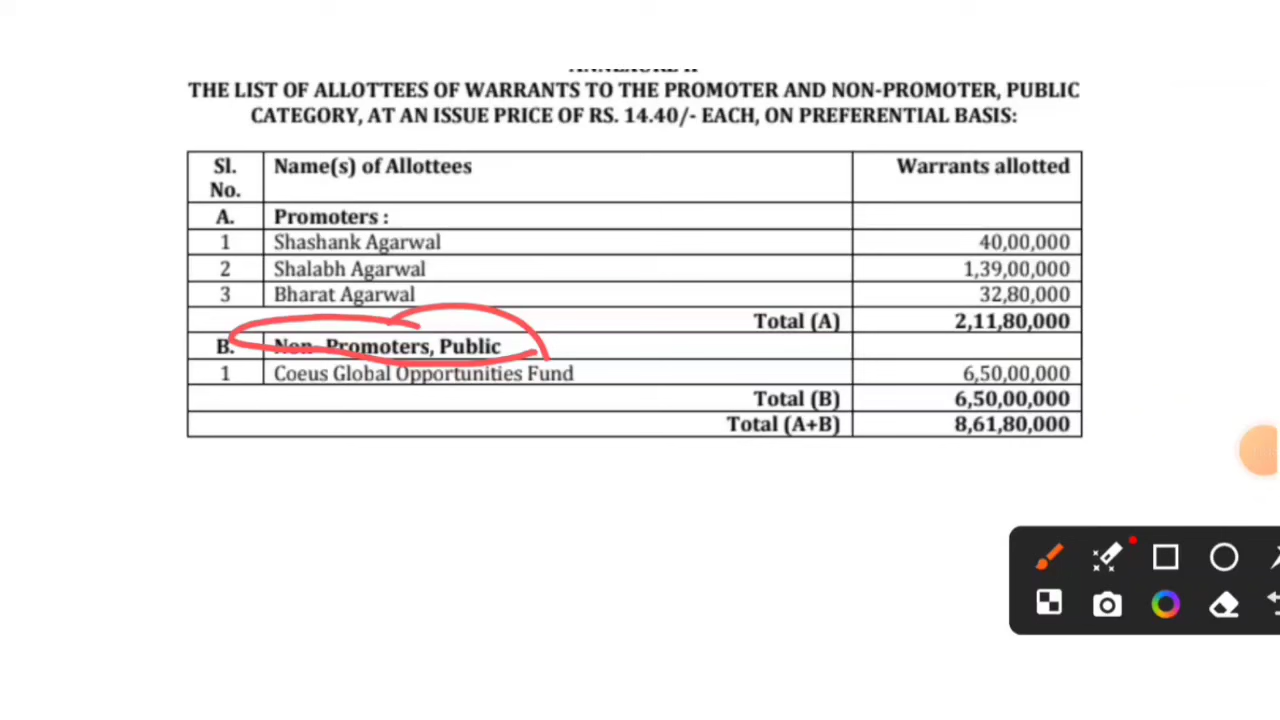 THE LIST OF ALLOTTEES OF WARRANTS TO THE PROMOTER AND NON-PROMOTER, PUBLIC
CATEGORY, AT AN ISSUE PRICE OF RS. 14.40/- EACH, ON PREFERENTIAL BASIS:
Sl. No. Name(s) of Allottees Warrants allotted
A. Promoters :
1 Shashank Agarwal 40,00,000
2 Shalabh Agarwal 1,39,00,000
3 Bharat Agarwal 32,80,000
Total (A) 2,11,80,000
B. Non- Promoters, Public
1 Coeus Global Opportunities Fund 6,50,00,000
Total (B) 6,50,00,000
Total (A+B) 8,61,80,000